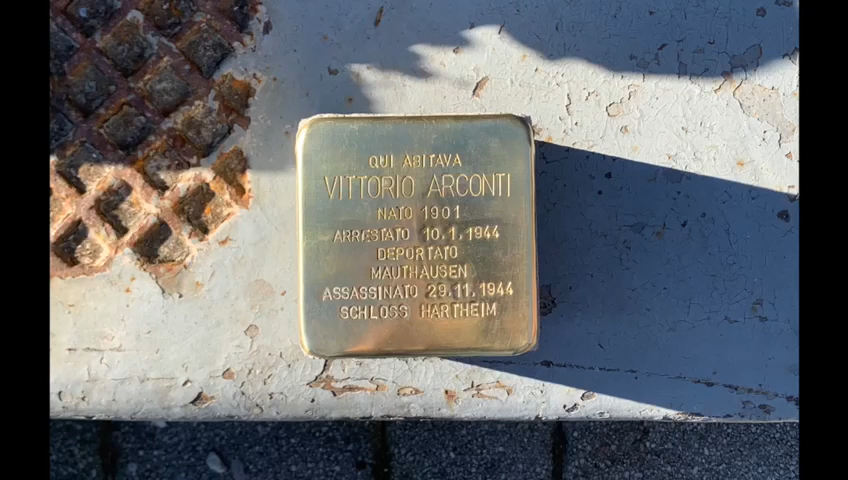 QUI ABITAVA
VITTORIO ARCONTI
NATO 1901
ARRESTATO 10.1.1944
DEPORTATO
MAUTHAUSEN
ASSASSINATO 29.11.1944
SCHLOSS HARTHEIM